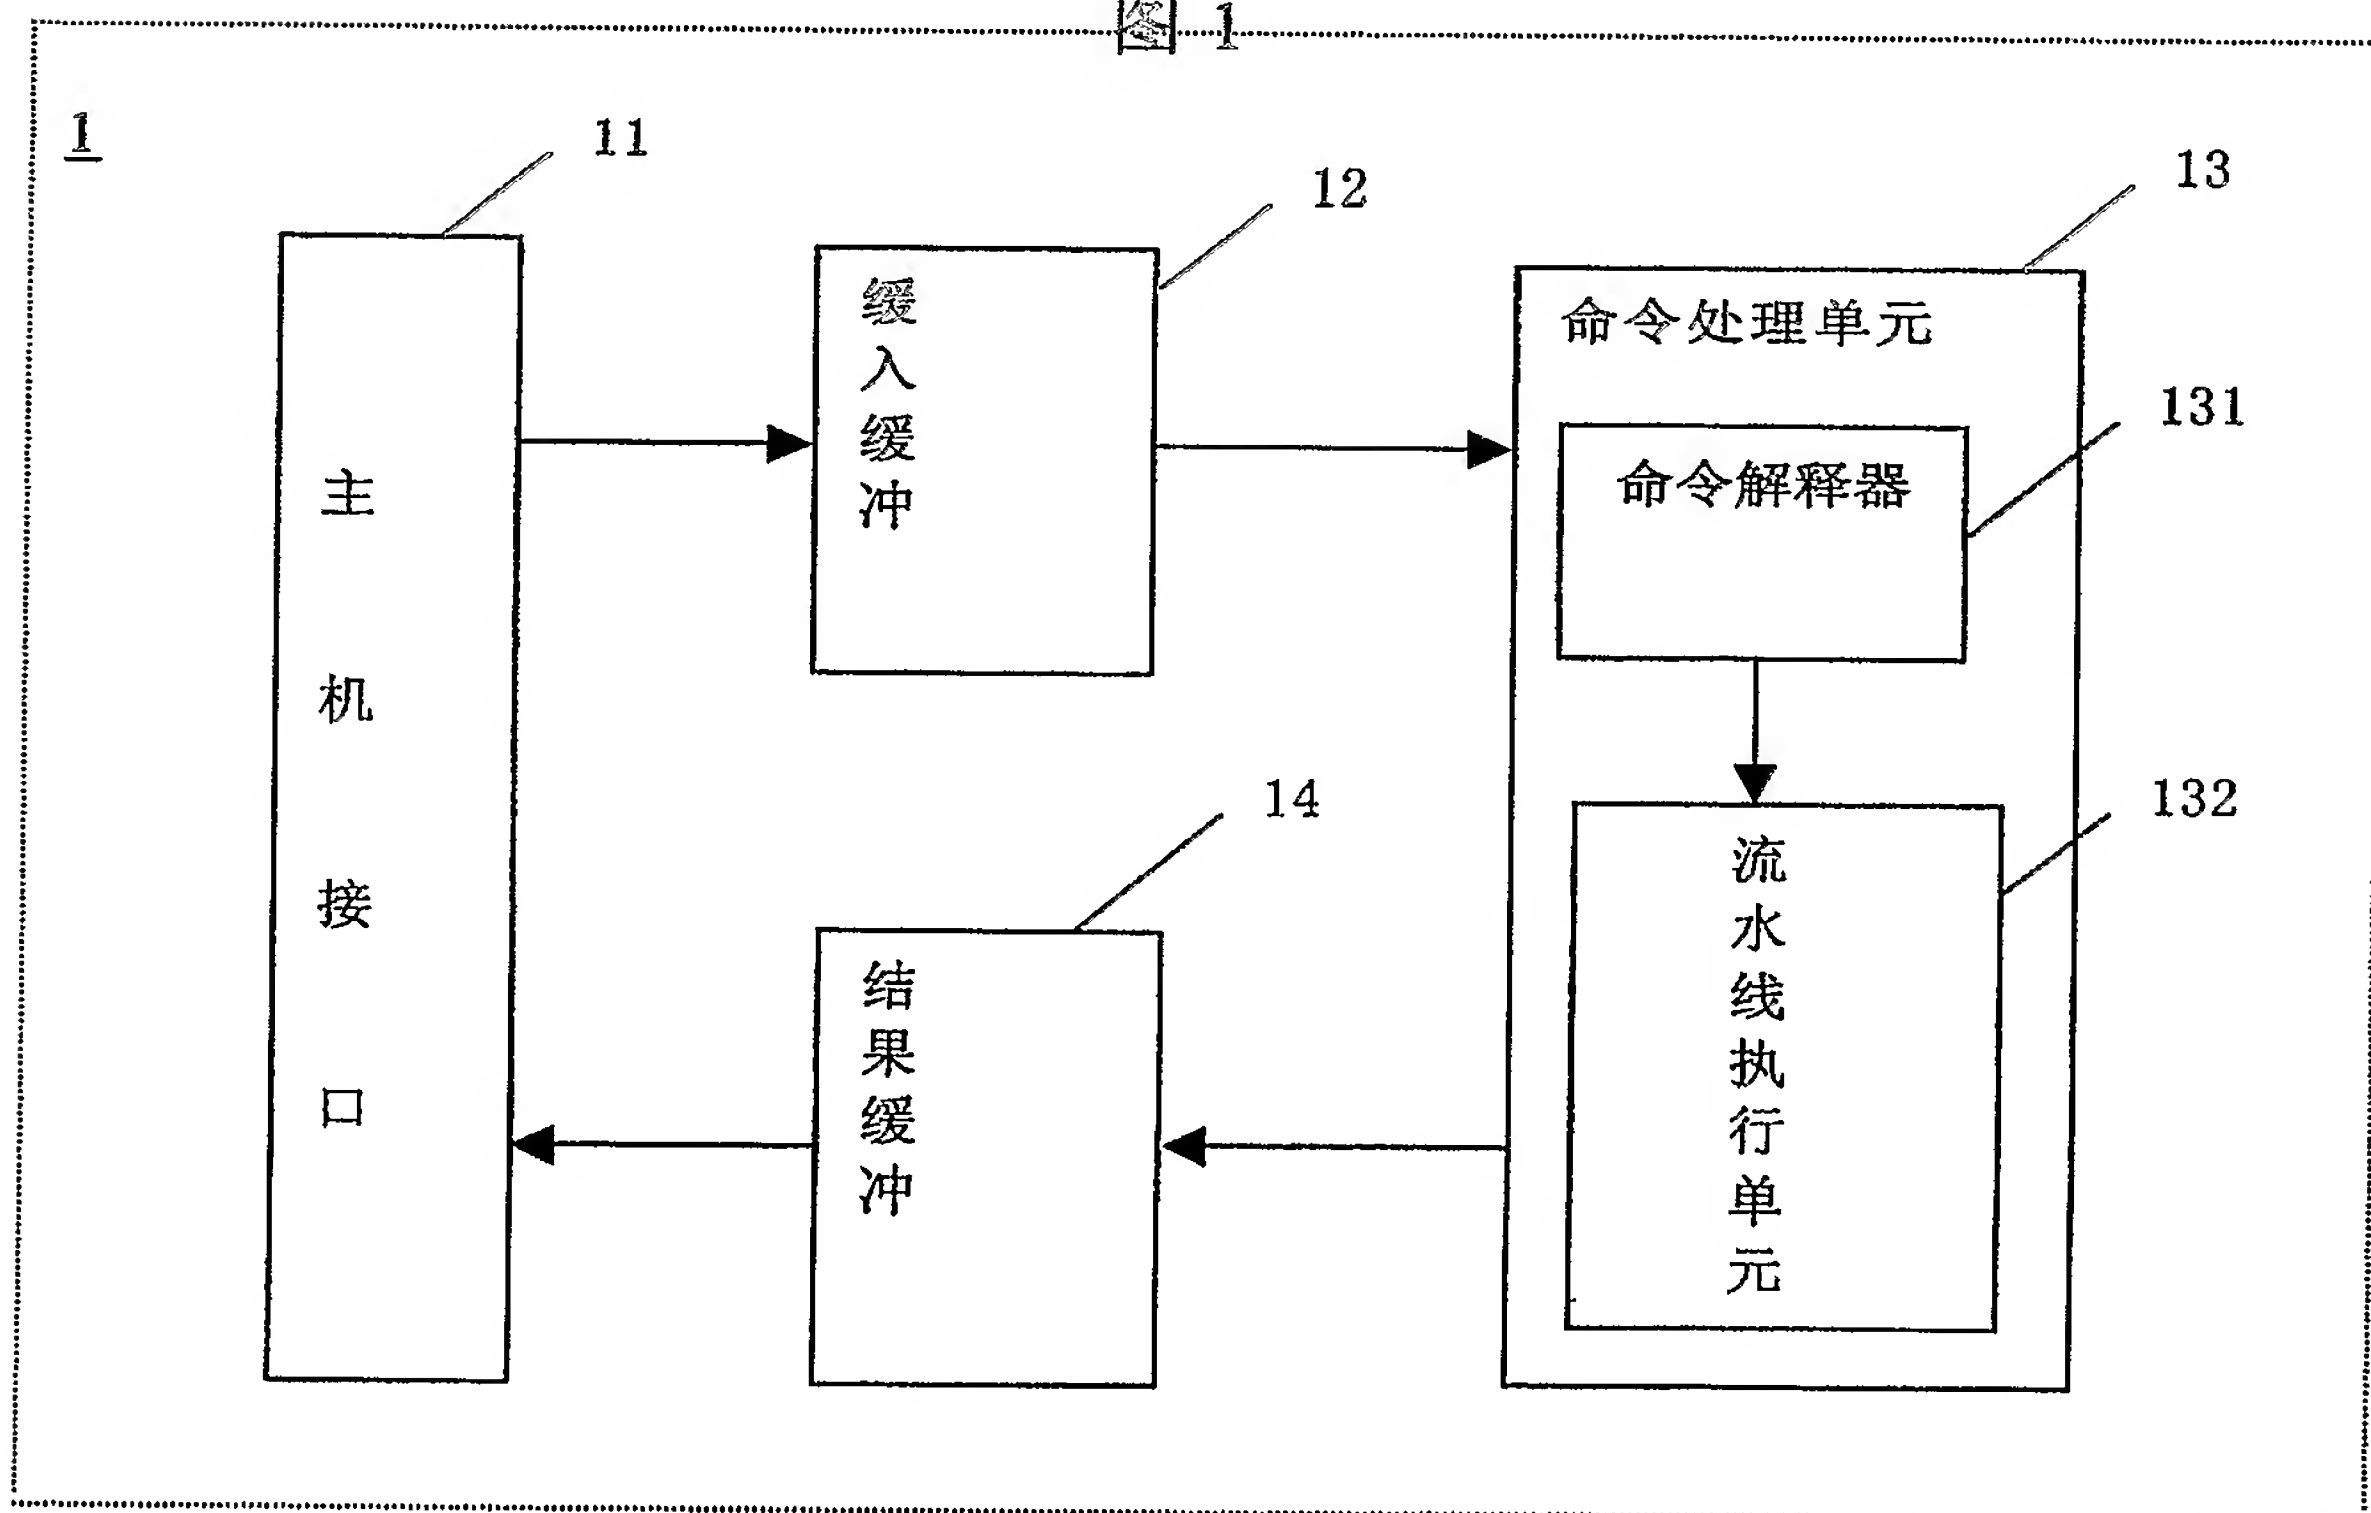 图 1
1
11
12
13
主机接口
缓入缓冲
命令处理单元
131
命令解释器
14
132
结果缓冲
流水线执行单元